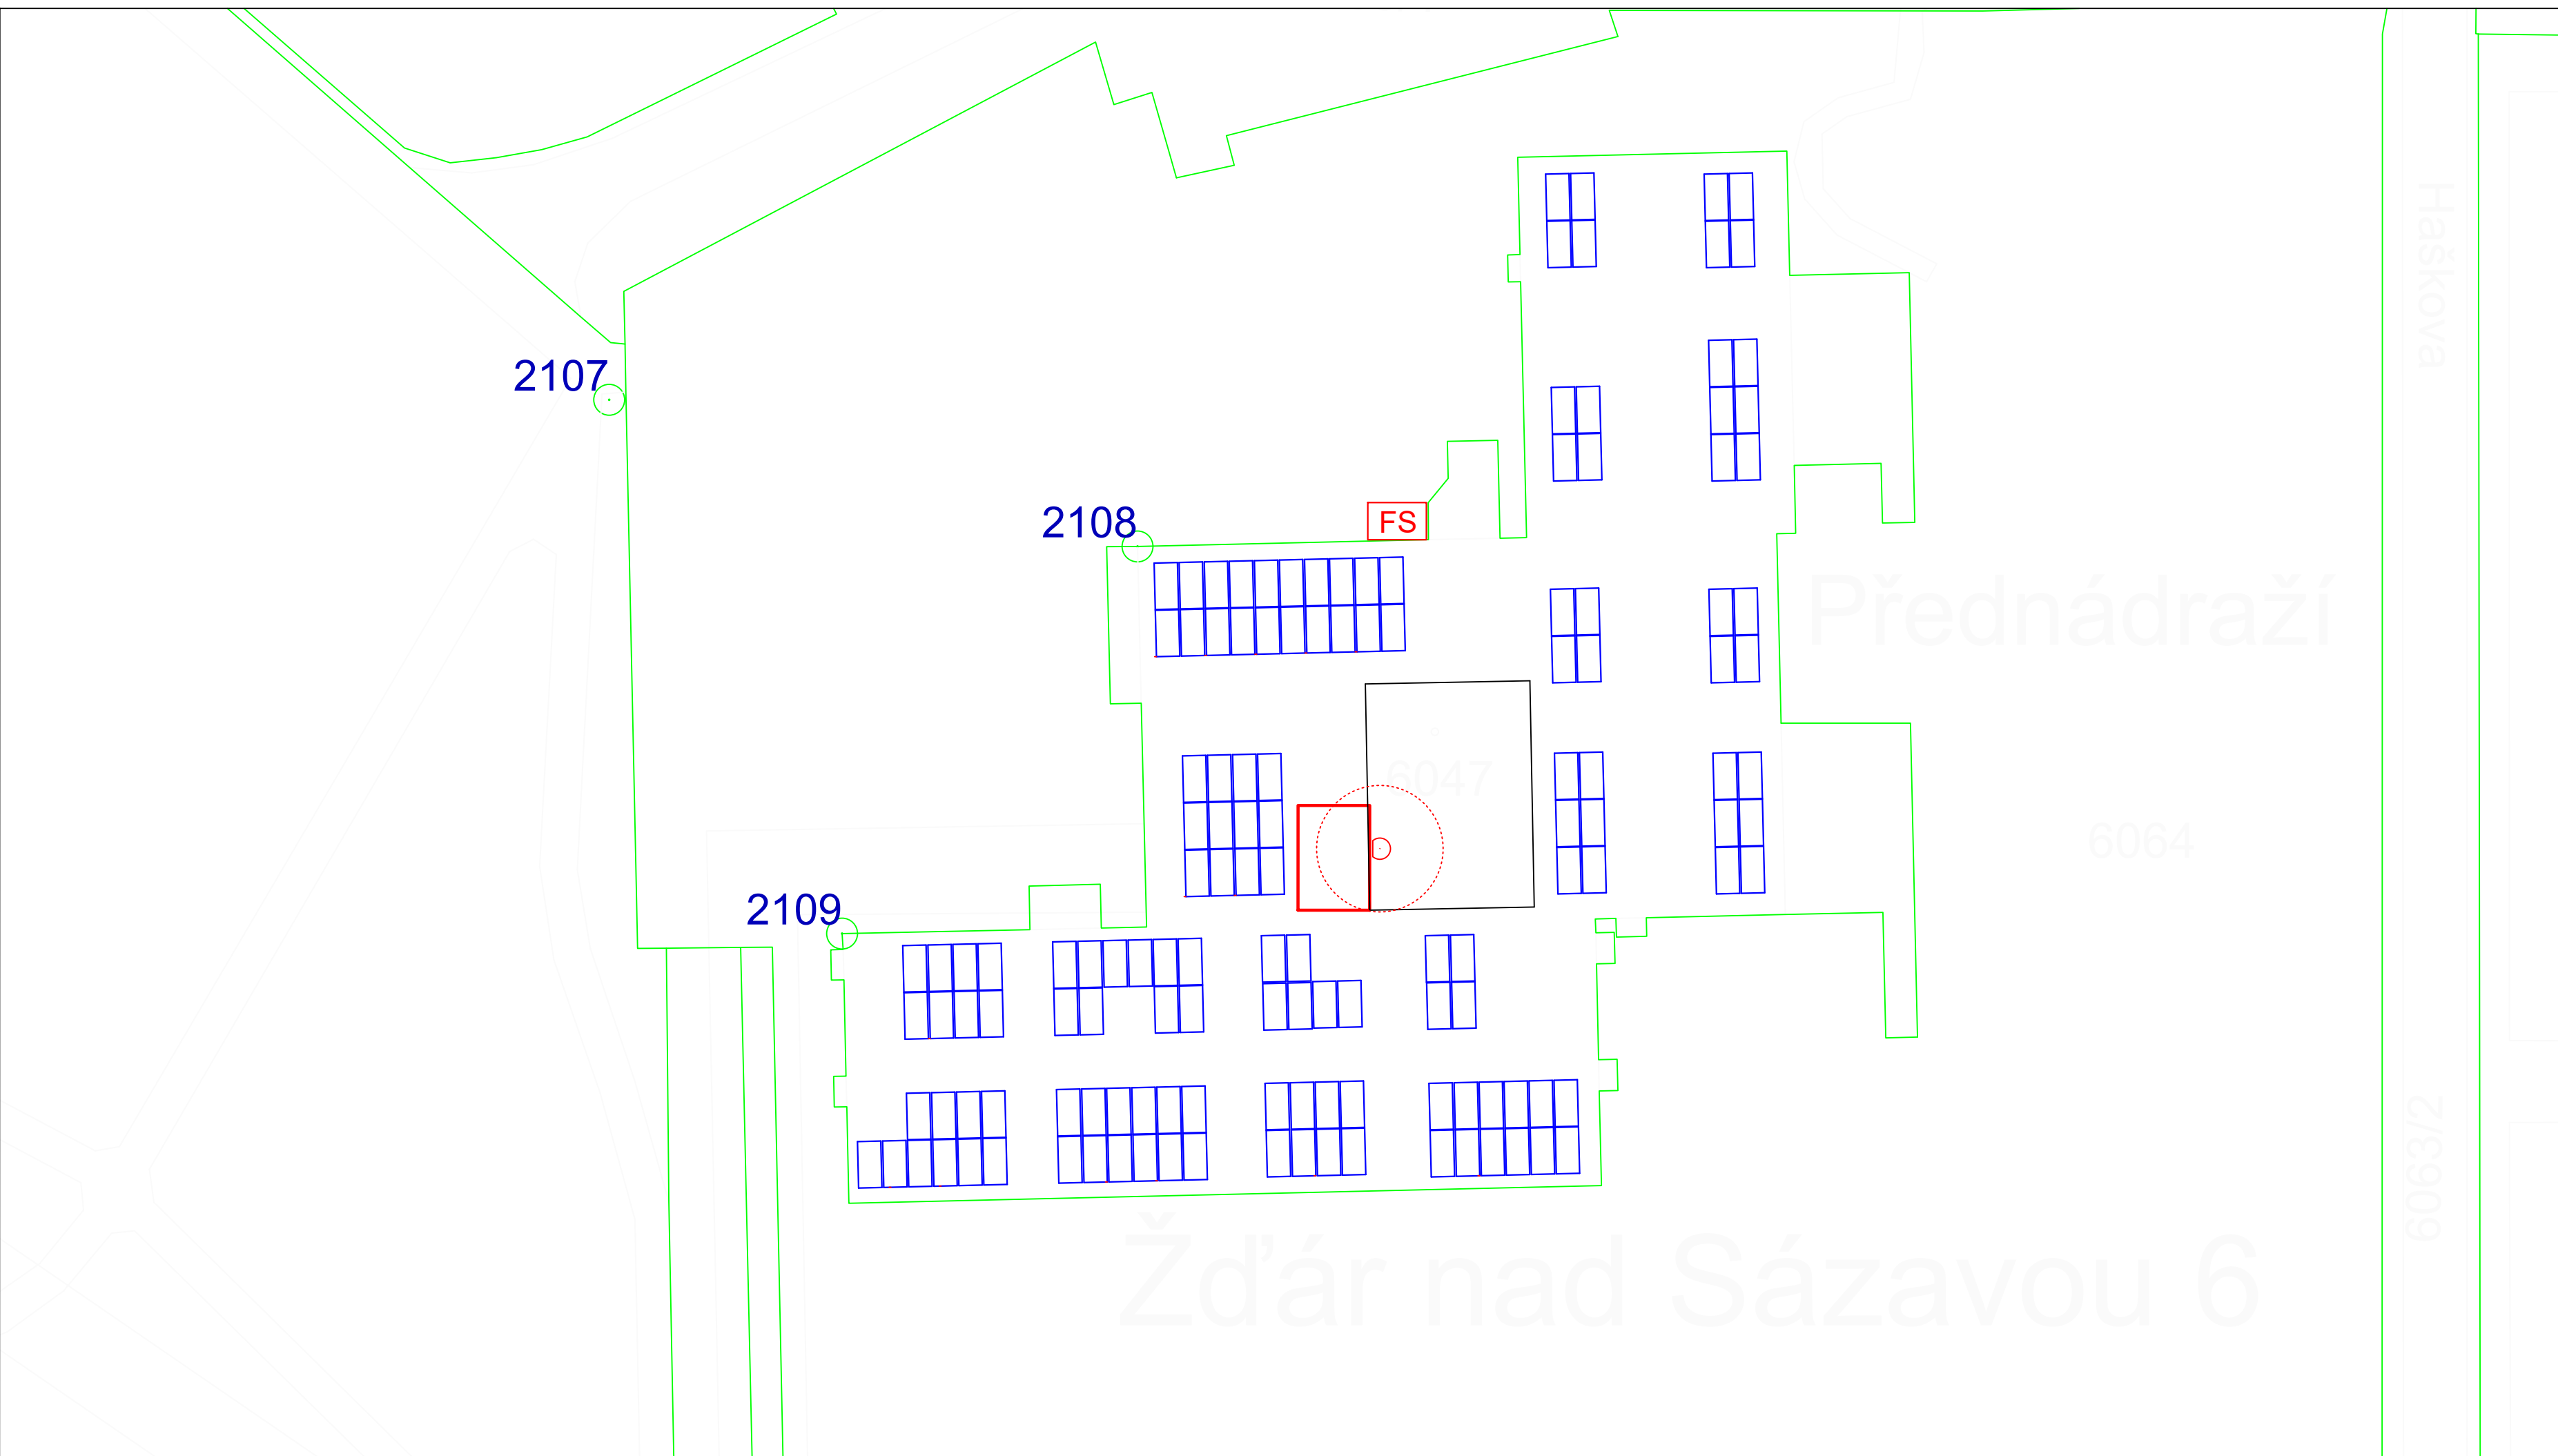 Haškova
2107
2108
FS
Přednádraží
6047
6064
2109
6063/2
Žďár nad Sázavou 6